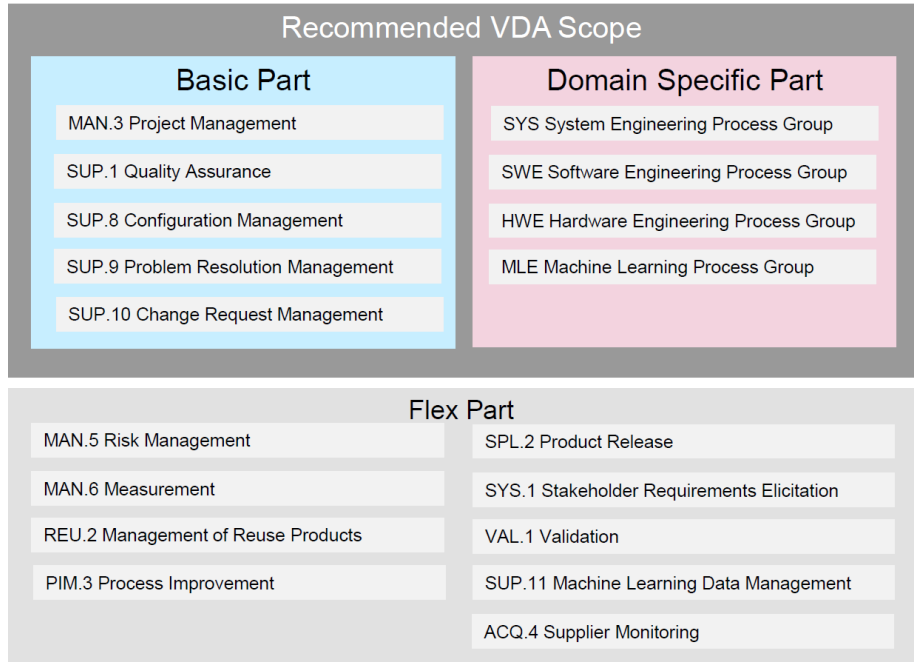 Recommended VDA Scope
Basic Part
MAN.3 Project Management
SUP.1 Quality Assurance
SUP.8 Configuration Management
SUP.9 Problem Resolution Management
SUP.10 Change Request Management
Domain Specific Part
SYS System Engineering Process Group
SWE Software Engineering Process Group
HWE Hardware Engineering Process Group
MLE Machine Learning Process Group
Flex Part
MAN.5 Risk Management
MAN.6 Measurement
REU.2 Management of Reuse Products
PIM.3 Process Improvement
SPL.2 Product Release
SYS.1 Stakeholder Requirements Elicitation
VAL.1 Validation
SUP.11 Machine Learning Data Management
ACQ.4 Supplier Monitoring